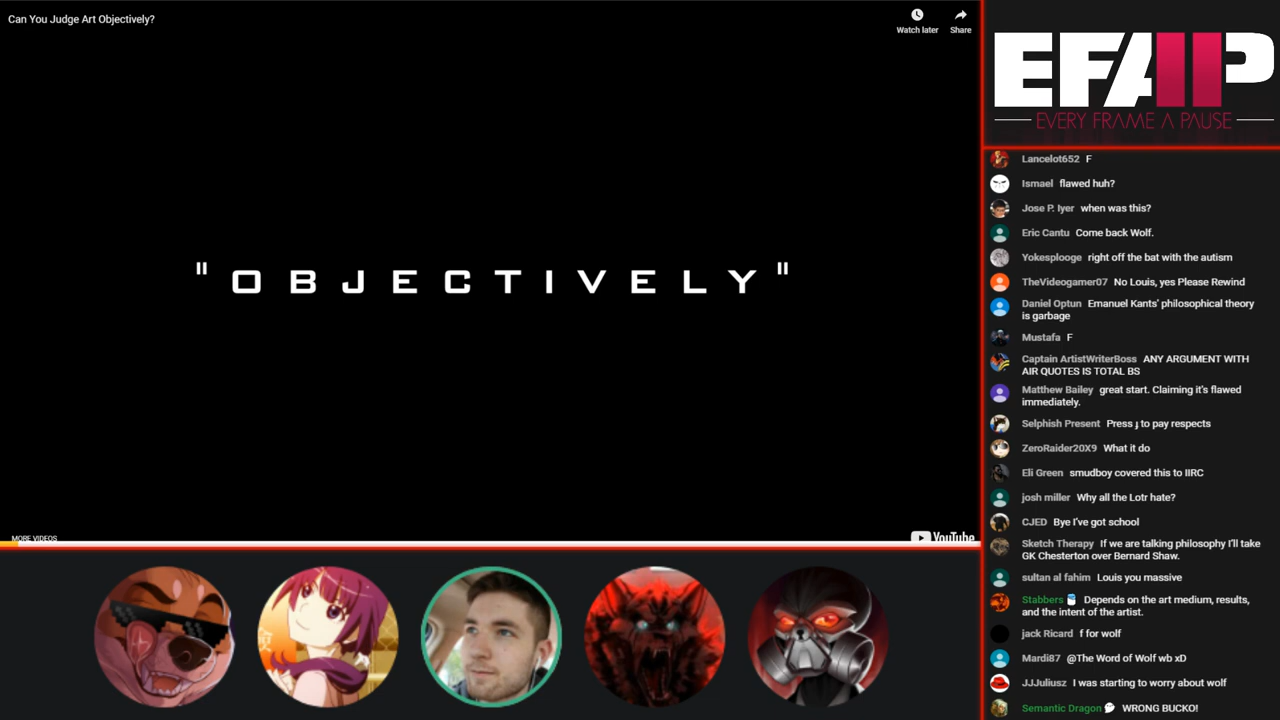 Can You Judge Art Objectively?
Watch later
Share
"OBJECTIVELY"
MORE VIDEOS
YouTube
EFAP
EVERY FRAME A PAUSE
Lancelot652 F
Ismael flawed huh?
Jose P. Iyer when was this?
Eric Cantu Come back Wolf.
Yokesplooge right off the bat with the autism
TheVideogamer07 No Louis, yes Please Rewind
Daniel Optun Emanuel Kants' philosophical theory
is garbage
Mustafa F
Captain ArtistWriterBoss ANY ARGUMENT WITH
AIR QUOTES IS TOTAL BS
Matthew Bailey great start. Claiming it's flawed
immediately.
Selphish Present Press ʝ to pay respects
ZeroRaider20X9 What it do
Eli Green smudboy covered this to IIRC
josh miller Why all the Lotr hate?
CJED Bye I've got school
Sketch Therapy If we are talking philosophy I'll take
GK Chesterton over Bernard Shaw.
sultan al fahim Louis you massive
Stabbers Depends on the art medium, results,
and the intent of the artist.
jack Ricard f for wolf
Mardi87 @The Word of Wolf wb xD
JJJuliusz I was starting to worry about wolf
Semantic Dragon WRONG BUCKO!